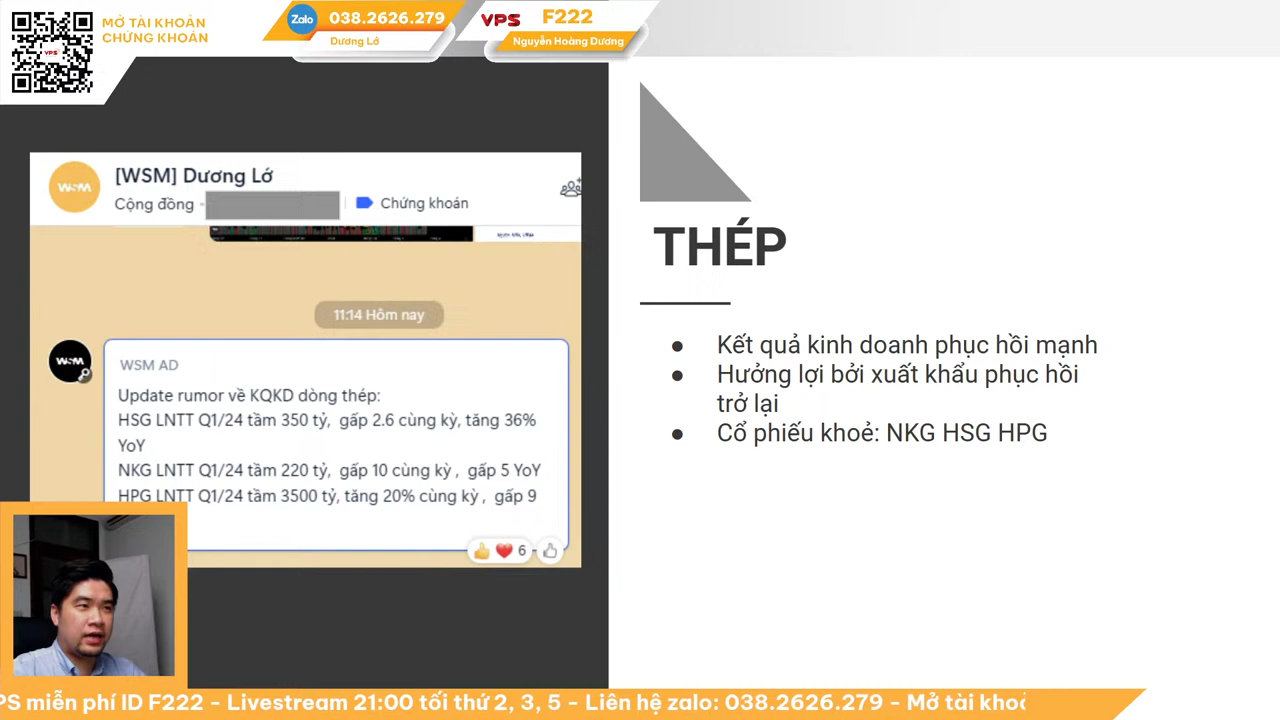 MỞ TÀI KHOẢN
CHỨNG KHOÁN
VPS
Zalo
038.2626.279
Dương Lớ
VPS
F222
Nguyễn Hoàng Dương
WSM
[WSM] Dương Lớ
Cộng đồng -
Chứng khoán
11:14 Hôm nay
WSM
WSM AD
Update rumor về KQKD dòng thép:
HSG LNTT Q1/24 tầm 350 tỷ, gấp 2.6 cùng kỳ, tăng 36%
YoY
NKG LNTT Q1/24 tầm 220 tỷ, gấp 10 cùng kỳ , gấp 5 YoY
HPG LNTT Q1/24 tầm 3500 tỷ, tăng 20% cùng kỳ , gấp 9
6
THÉP
● Kết quả kinh doanh phục hồi mạnh
● Hưởng lợi bởi xuất khẩu phục hồi
trở lại
● Cổ phiếu khoẻ: NKG HSG HPG
PS miễn phí ID F222 - Livestream 21:00 tối thứ 2, 3, 5 - Liên hệ zalo: 038.2626.279 - Mở tài khoả